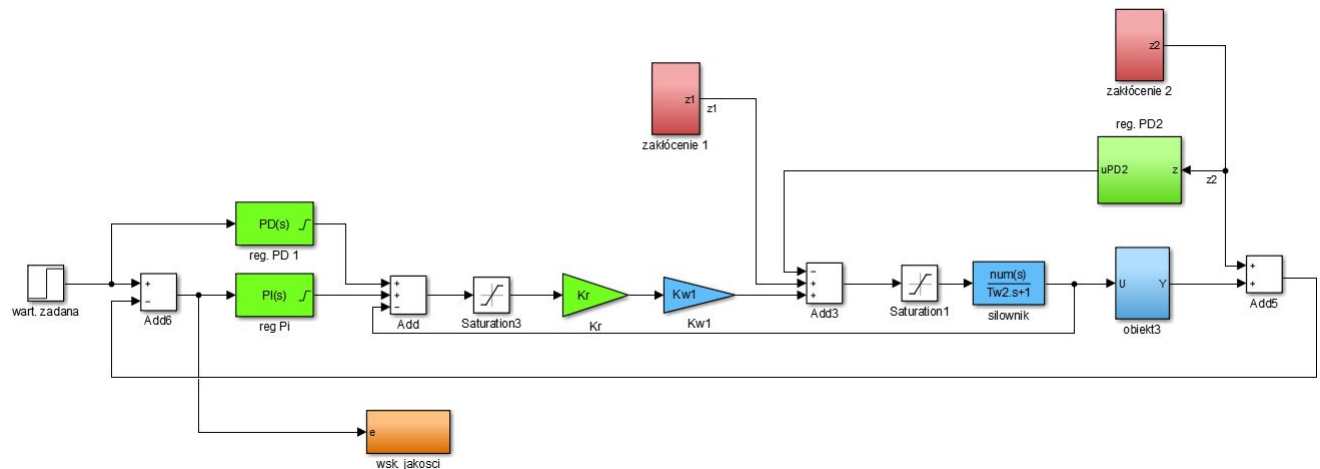 z2
zakłócenie 2
z1
z1
zakłócenie 1
reg. PD2
uPD2
z
z2
PD(s)
reg. PD 1
wart. zadana
+
−
Add6
PI(s)
reg Pi
+
+
−
Add
Saturation3
Kr
Kr
Kw1
Kw1
−
+
+
Add3
Saturation1
num(s)
Tw2.s+1
silownik
U
Y
obiekt3
+
+
Add5
e
wsk. jakosci